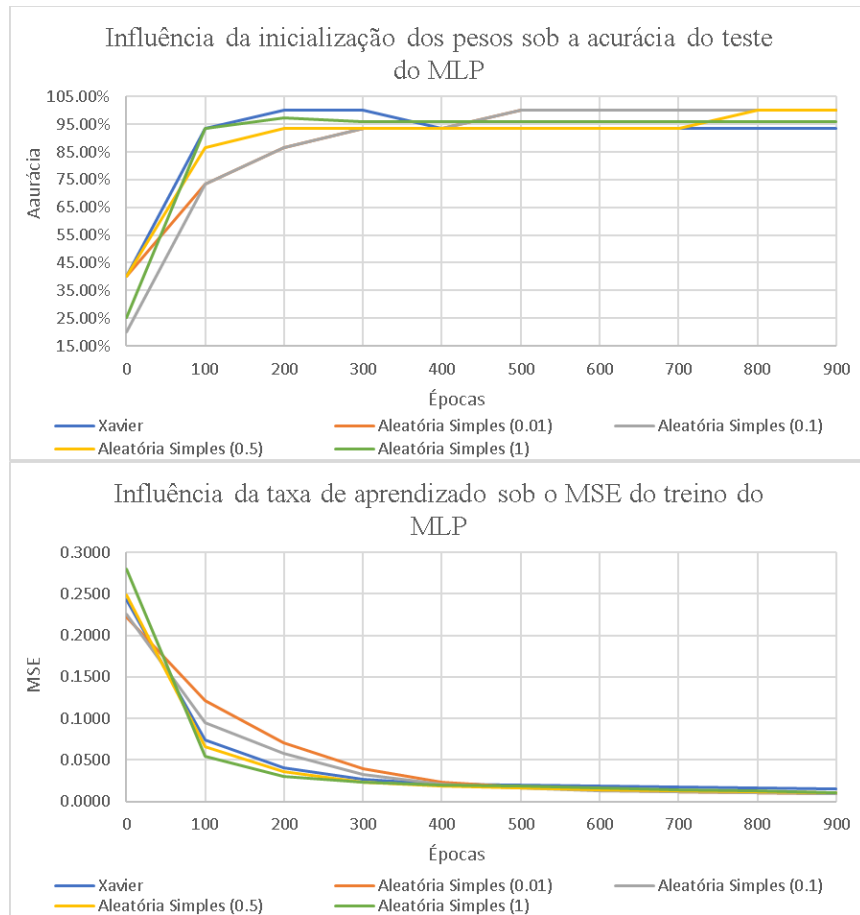 Influência da inicialização dos pesos sob a acurácia do teste
do MLP
105.00%
95.00%
85.00%
75.00%
65.00%
55.00%
45.00%
35.00%
25.00%
15.00%
Aaurácia
0 100 200 300 400 500 600 700 800 900
Épocas
Xavier Aleatória Simples (0.01) Aleatória Simples (0.1)
Aleatória Simples (0.5) Aleatória Simples (1)
Influência da taxa de aprendizado sob o MSE do treino do
MLP
0.3000
0.2500
0.2000
0.1500
0.1000
0.0500
0.0000
MSE
0 100 200 300 400 500 600 700 800 900
Épocas
Xavier Aleatória Simples (0.01) Aleatória Simples (0.1)
Aleatória Simples (0.5) Aleatória Simples (1)